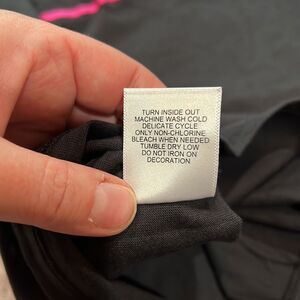 TURN INSIDE OUT
MACHINE WASH COLD
DELICATE CYCLE
ONLY NON-CHLORINE
BLEACH WHEN NEEDED
TUMBLE DRY LOW
DO NOT IRON ON
DECORATION